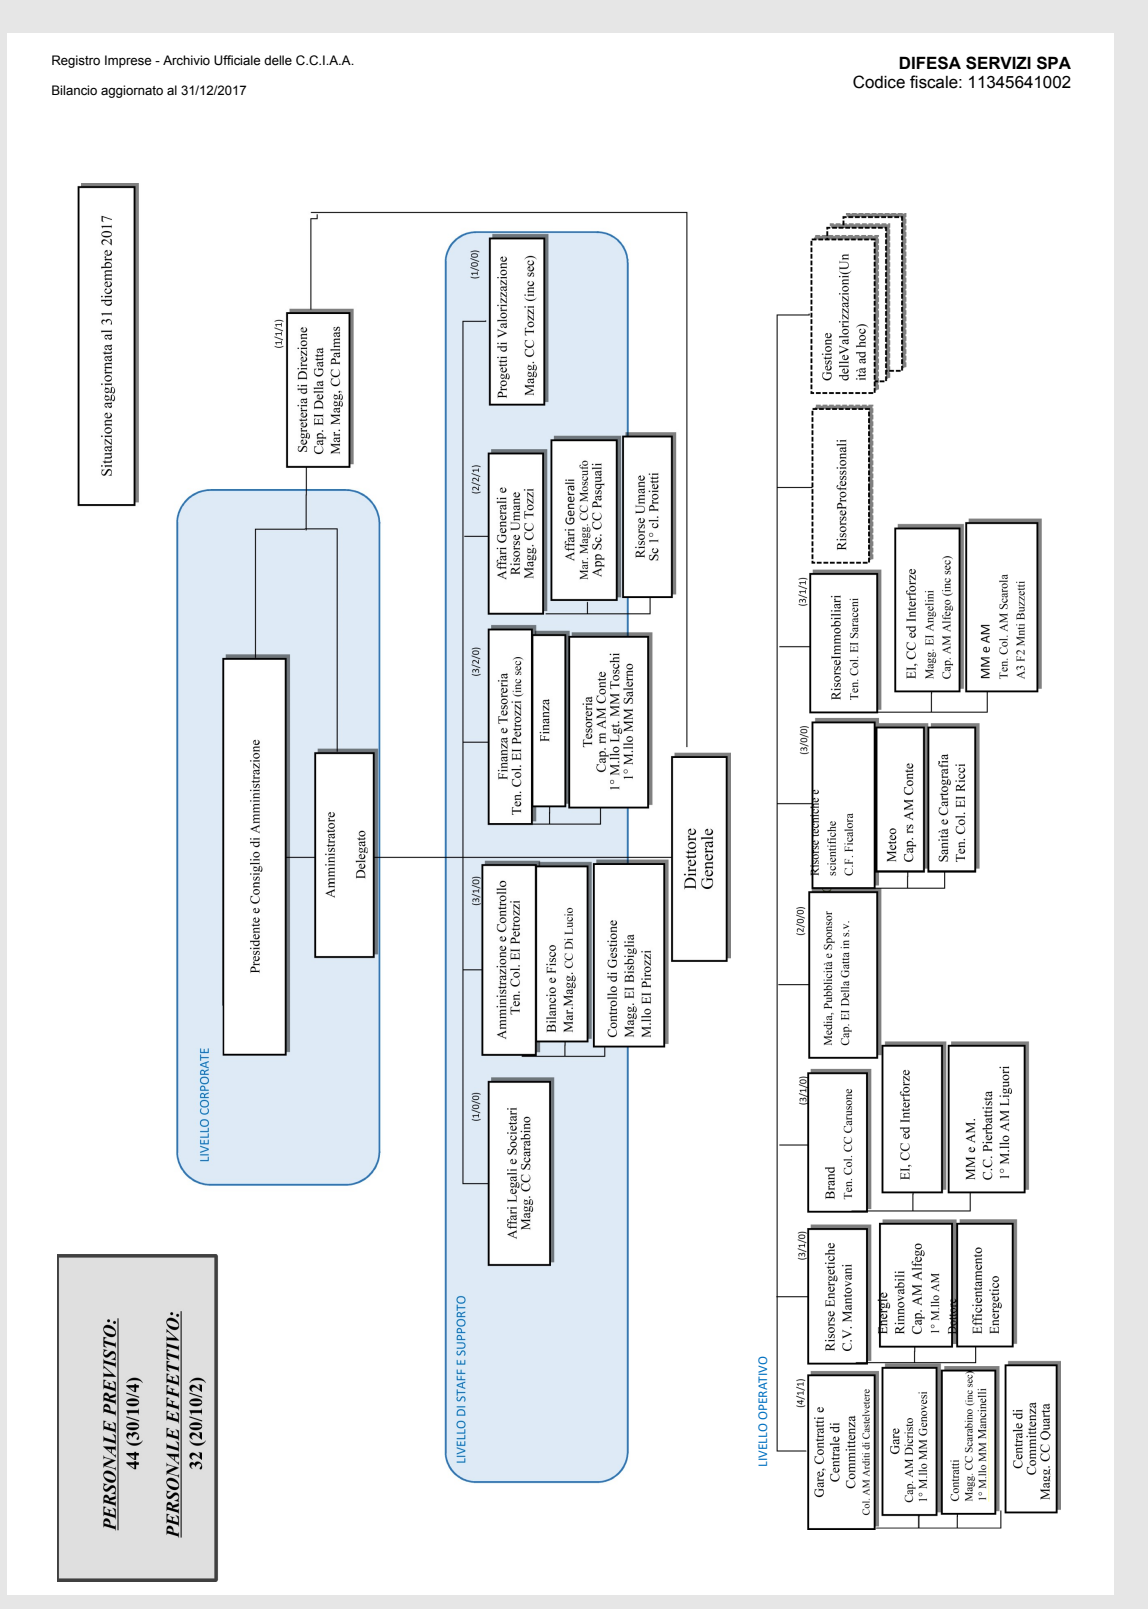 Registro Imprese - Archivio Ufficiale delle C.C.I.A.A.
Bilancio aggiornato al 31/12/2017
DIFESA SERVIZI SPA
Codice fiscale: 11345641002
Situazione aggiornata al 31 dicembre 2017
PERSONALE PREVISTO:
44 (30/10/4)
PERSONALE EFFETTIVO:
32 (20/10/2)
LIVELLO CORPORATE
Presidente e Consiglio di Amministrazione
Amministratore
Delegato
(1/1/1)
Segreteria di Direzione
Cap. EI Della Gatta
Mar. Magg, CC Palmas
LIVELLO DI STAFF E SUPPORTO
(1/0/0)
Affari Legali e Societari
Magg. CC Scarabino
(3/1/0)
Amministrazione e Controllo
Ten. Col. EI Petrozzi
Bilancio e Fisco
Mar.Magg. CC Di Lucio
Controllo di Gestione
Magg. EI Bisbiglia
M.llo EI Pirozzi
(3/2/0)
Finanza e Tesoreria
Ten. Col. EI Petrozzi (inc sec)
Finanza
Tesoreria
Cap. rn AM Conte
1° M.llo Lgt. MM Toschi
1° M.llo MM Salerno
(2/2/1)
Affari Generali e
Risorse Umane
Magg. CC Tozzi
Affari Generali
Mar. Magg. CC Moscufo
App Sc. CC Pasquali
Risorse Umane
Sc 1° cl. Proietti
(1/0/0)
Progetti di Valorizzazione
Magg. CC Tozzi (inc sec)
Direttore
Generale
LIVELLO OPERATIVO
(4/1/1)
Gare, Contratti e
Centrale di
Committenza
Col. AM Arditi di Castelvetere
Gare
Cap. AM Dicristo
1° M.llo MM Genovesi
Contratti
Magg. CC Scarabino (inc sec)
1° M.llo MM Mancinelli
Centrale di
Committenza
Magg. CC Quarta
(3/1/0)
Risorse Energetiche
C.V. Mantovani
Energie
Rinnovabili
Cap. AM Alfego
1° M.llo AM
Dottore
Efficientamento
Energetico
(3/1/0)
Brand
Ten. Col. CC Carusone
EI, CC ed Interforze
MM e AM.
C.C. Pierbattista
1° M.llo AM Liguori
(2/0/0)
Media, Pubblicità e Sponsor
Cap. EI Della Gatta in s.v.
(3/0/0)
Risorse tecniche e
scientifiche
C.F. Ficalora
Meteo
Cap. rs AM Conte
Sanità e Cartografia
Ten. Col. EI Ricci
(3/1/1)
RisorseImmobiliari
Ten. Col. EI Saraceni
EI, CC ed Interforze
Magg. EI Angelini
Cap. AM Alfego (inc sec)
MM e AM
Ten. Col. AM Scarola
A3 F2 Mnti Buzzetti
RisorseProfessionali
Gestione
delleValorizzazioni(Un
ità ad hoc)